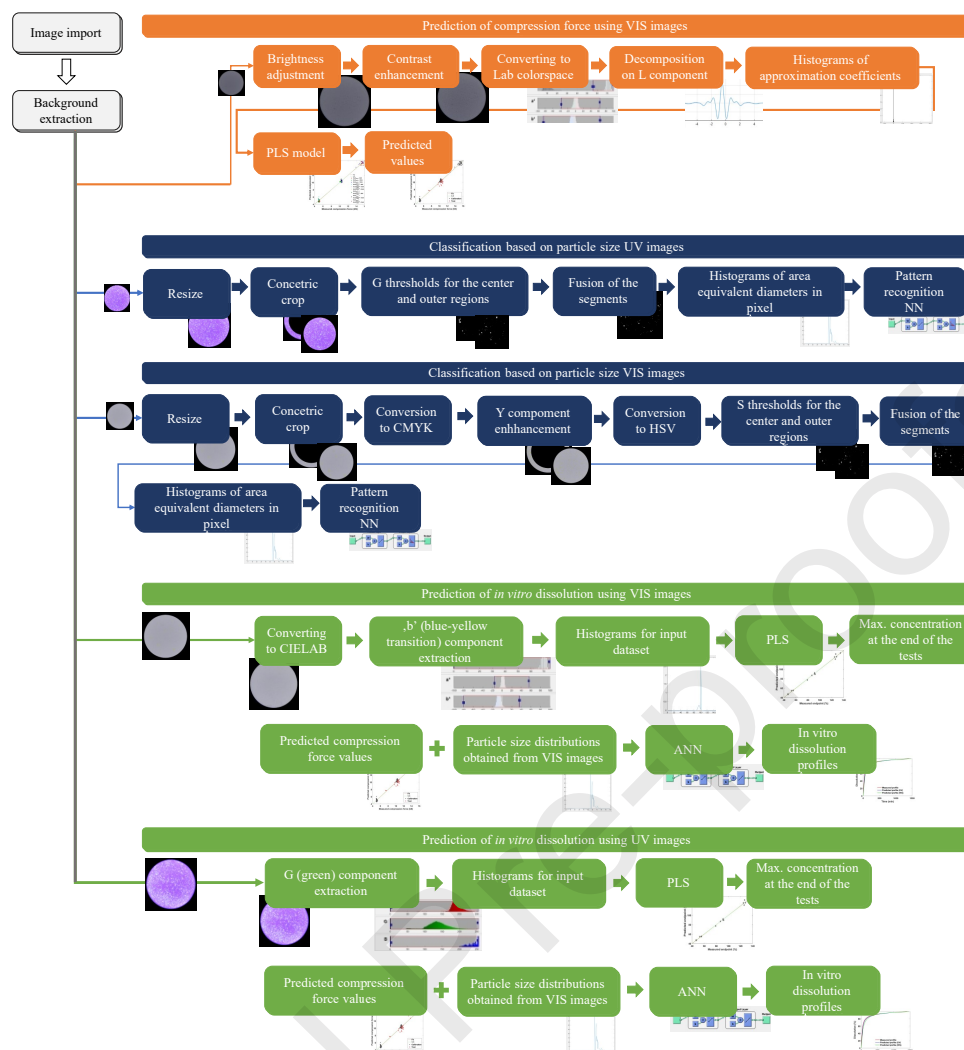 Image import
Background
extraction
Prediction of compression force using VIS images
Brightness
adjustment
Contrast
enhancement
Converting to
Lab colorspace
Decomposition
on L component
Histograms of
approximation coefficients
PLS model
Predicted
values
Classification based on particle size UV images
Resize
Concetric
crop
G thresholds for the center
and outer regions
Fusion of the
segments
Histograms of area
equivalent diameters in
pixel
Pattern
recognition
NN
Classification based on particle size VIS images
Resize
Concetric
crop
Conversion
to CMYK
Y compoment
enhhancement
Conversion
to HSV
S thresholds for the
center and outer
regions
Fusion of the
segments
Histograms of area
equivalent diameters in
pixel
Pattern
recognition
NN
Prediction of in vitro dissolution using VIS images
Converting
to CIELAB
‚b’ (blue-yellow
transition) component
extraction
Histograms for input
dataset
PLS
Max. concentration
at the end of the
tests
Predicted compression
force values
Particle size distributions
obtained from VIS images
ANN
In vitro
dissolution
profiles
Prediction of in vitro dissolution using UV images
G (green) component
extraction
Histograms for input
dataset
PLS
Max. concentration
at the end of the
tests
Predicted compression
force values
Particle size distributions
obtained from VIS images
ANN
In vitro
dissolution
profiles
Pre-proof